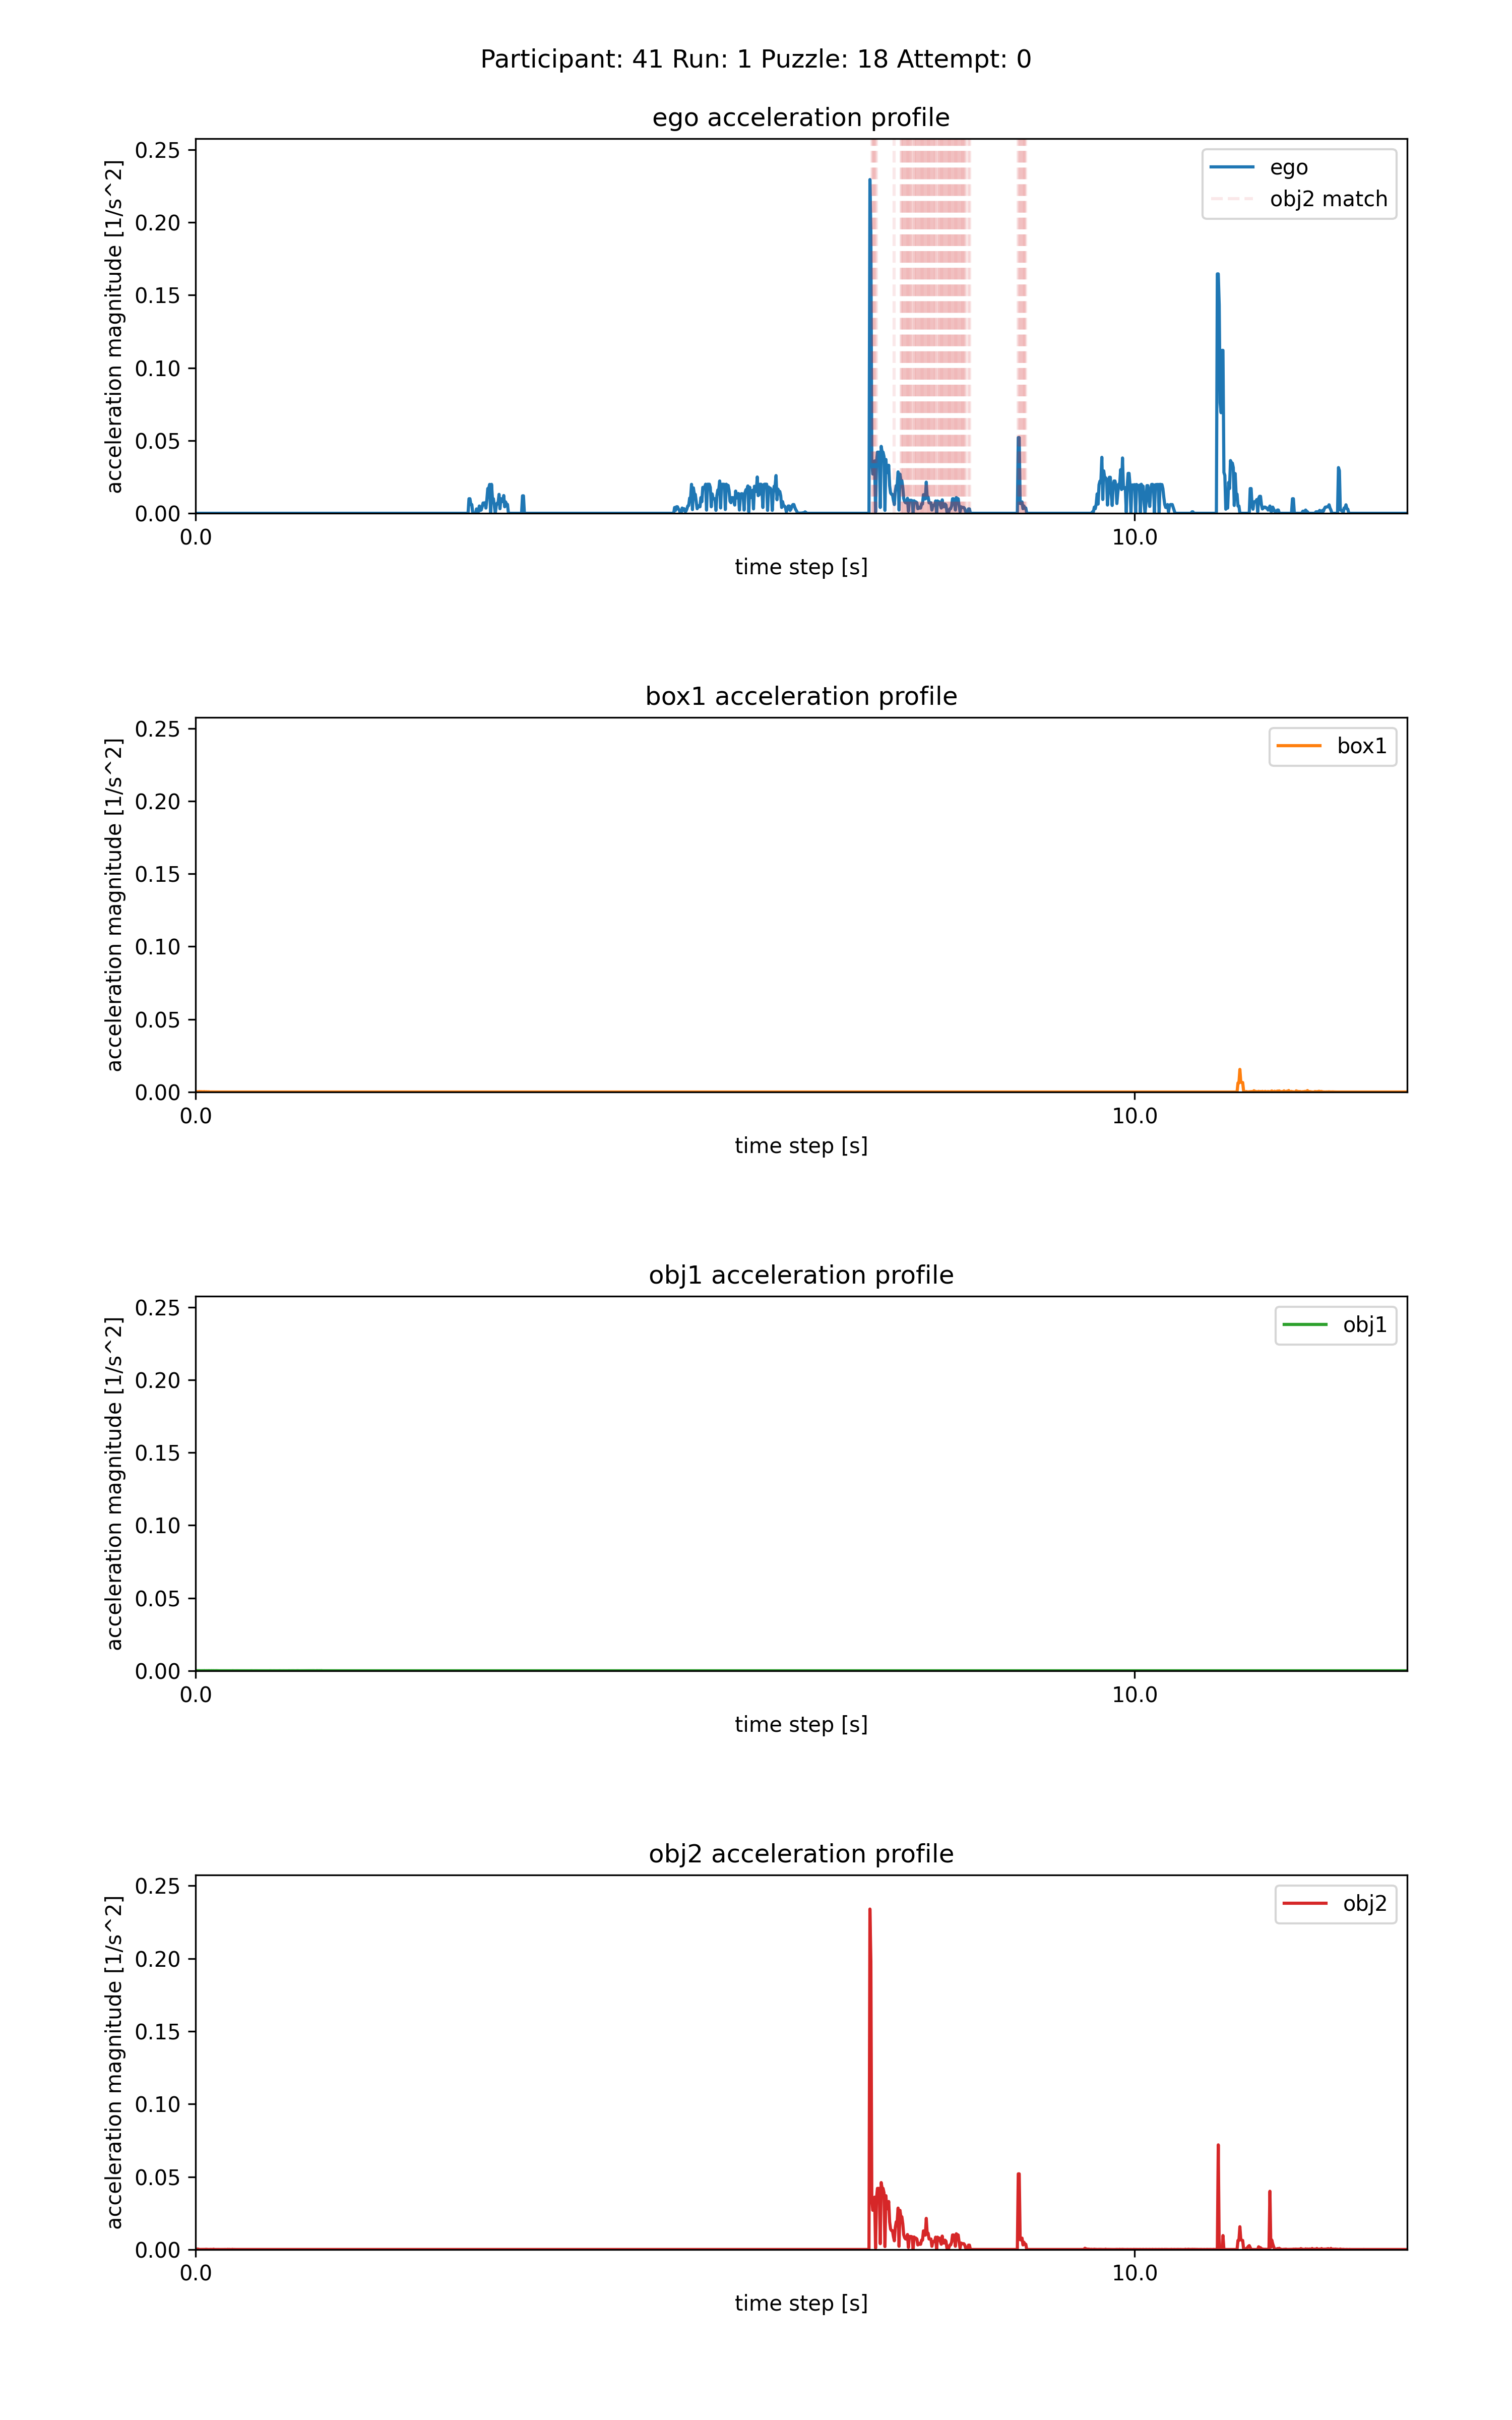 Participant: 41 Run: 1 Puzzle: 18 Attempt: 0
ego acceleration profile
acceleration magnitude [1/s^2]
0.25
0.20
0.15
0.10
0.05
0.00
ego
obj2 match
0.0
10.0
time step [s]
box1 acceleration profile
acceleration magnitude [1/s^2]
0.25
0.20
0.15
0.10
0.05
0.00
box1
0.0
10.0
time step [s]
obj1 acceleration profile
acceleration magnitude [1/s^2]
0.25
0.20
0.15
0.10
0.05
0.00
obj1
0.0
10.0
time step [s]
obj2 acceleration profile
acceleration magnitude [1/s^2]
0.25
0.20
0.15
0.10
0.05
0.00
obj2
0.0
10.0
time step [s]